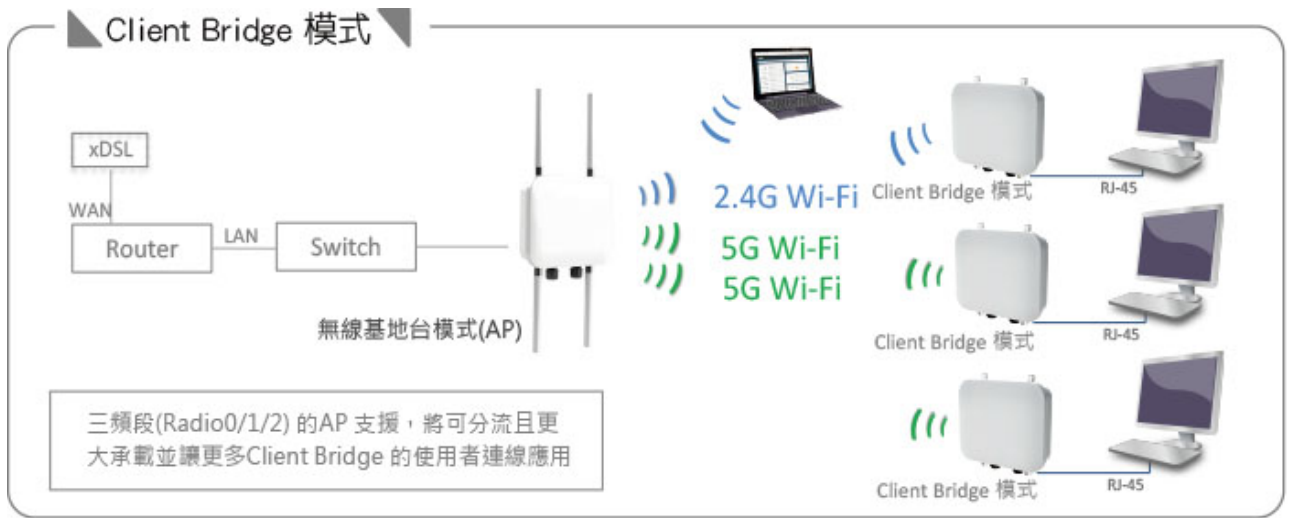 Client Bridge 模式
xDSL
WAN
Router
LAN
Switch
無線基地台模式(AP)
2.4G Wi-Fi
5G Wi-Fi
5G Wi-Fi
Client Bridge 模式
RJ-45
Client Bridge 模式
RJ-45
Client Bridge 模式
RJ-45
三頻段(Radio0/1/2) 的AP 支援，將可分流且更
大承載並讓更多Client Bridge 的使用者連線應用